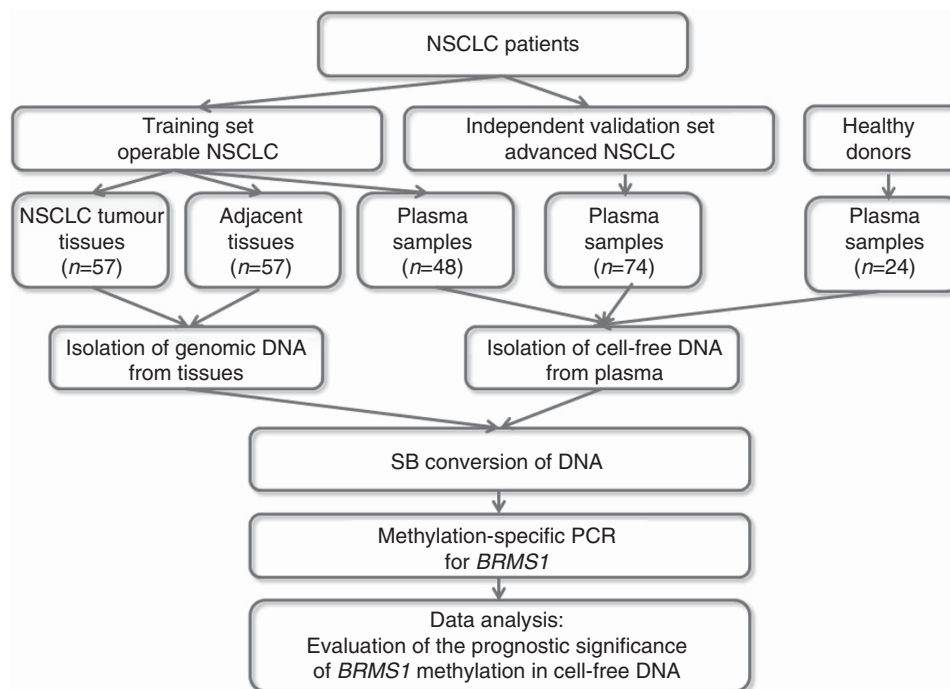 NSCLC patients
Training set
operable NSCLC
Independent validation set
advanced NSCLC
Healthy
donors
NSCLC tumour
tissues
(n=57)
Adjacent
tissues
(n=57)
Plasma
samples
(n=48)
Plasma
samples
(n=74)
Plasma
samples
(n=24)
Isolation of genomic DNA
from tissues
Isolation of cell-free DNA
from plasma
SB conversion of DNA
Methylation-specific PCR
for BRMS1
Data analysis:
Evaluation of the prognostic significance
of BRMS1 methylation in cell-free DNA